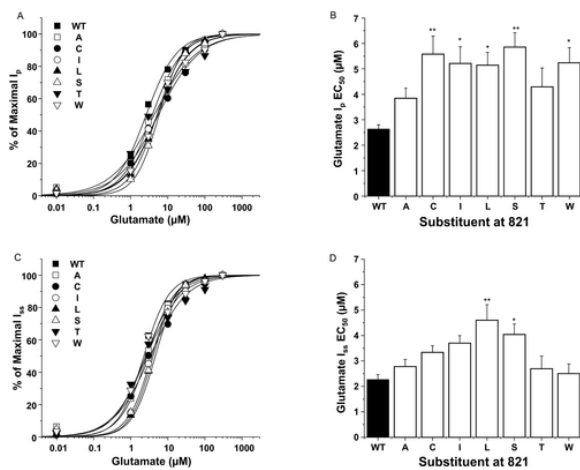 A
% of Maximal Ip
100
80
60
40
20
0
WT
A
C
I
L
S
T
W
0.01 0.1 1 10 100 1000
Glutamate (µM)
B
Glutamate Ip EC50 (µM)
7
6
5
4
3
2
1
0
** * * ** *
WT A C I L S T W
Substituent at 821
C
% of Maximal Iss
100
80
60
40
20
0
WT
A
C
I
L
S
T
W
0.01 0.1 1 10 100 1000
Glutamate (µM)
D
Glutamate Iss EC50 (µM)
7
6
5
4
3
2
1
0
** *
WT A C I L S T W
Substituent at 821